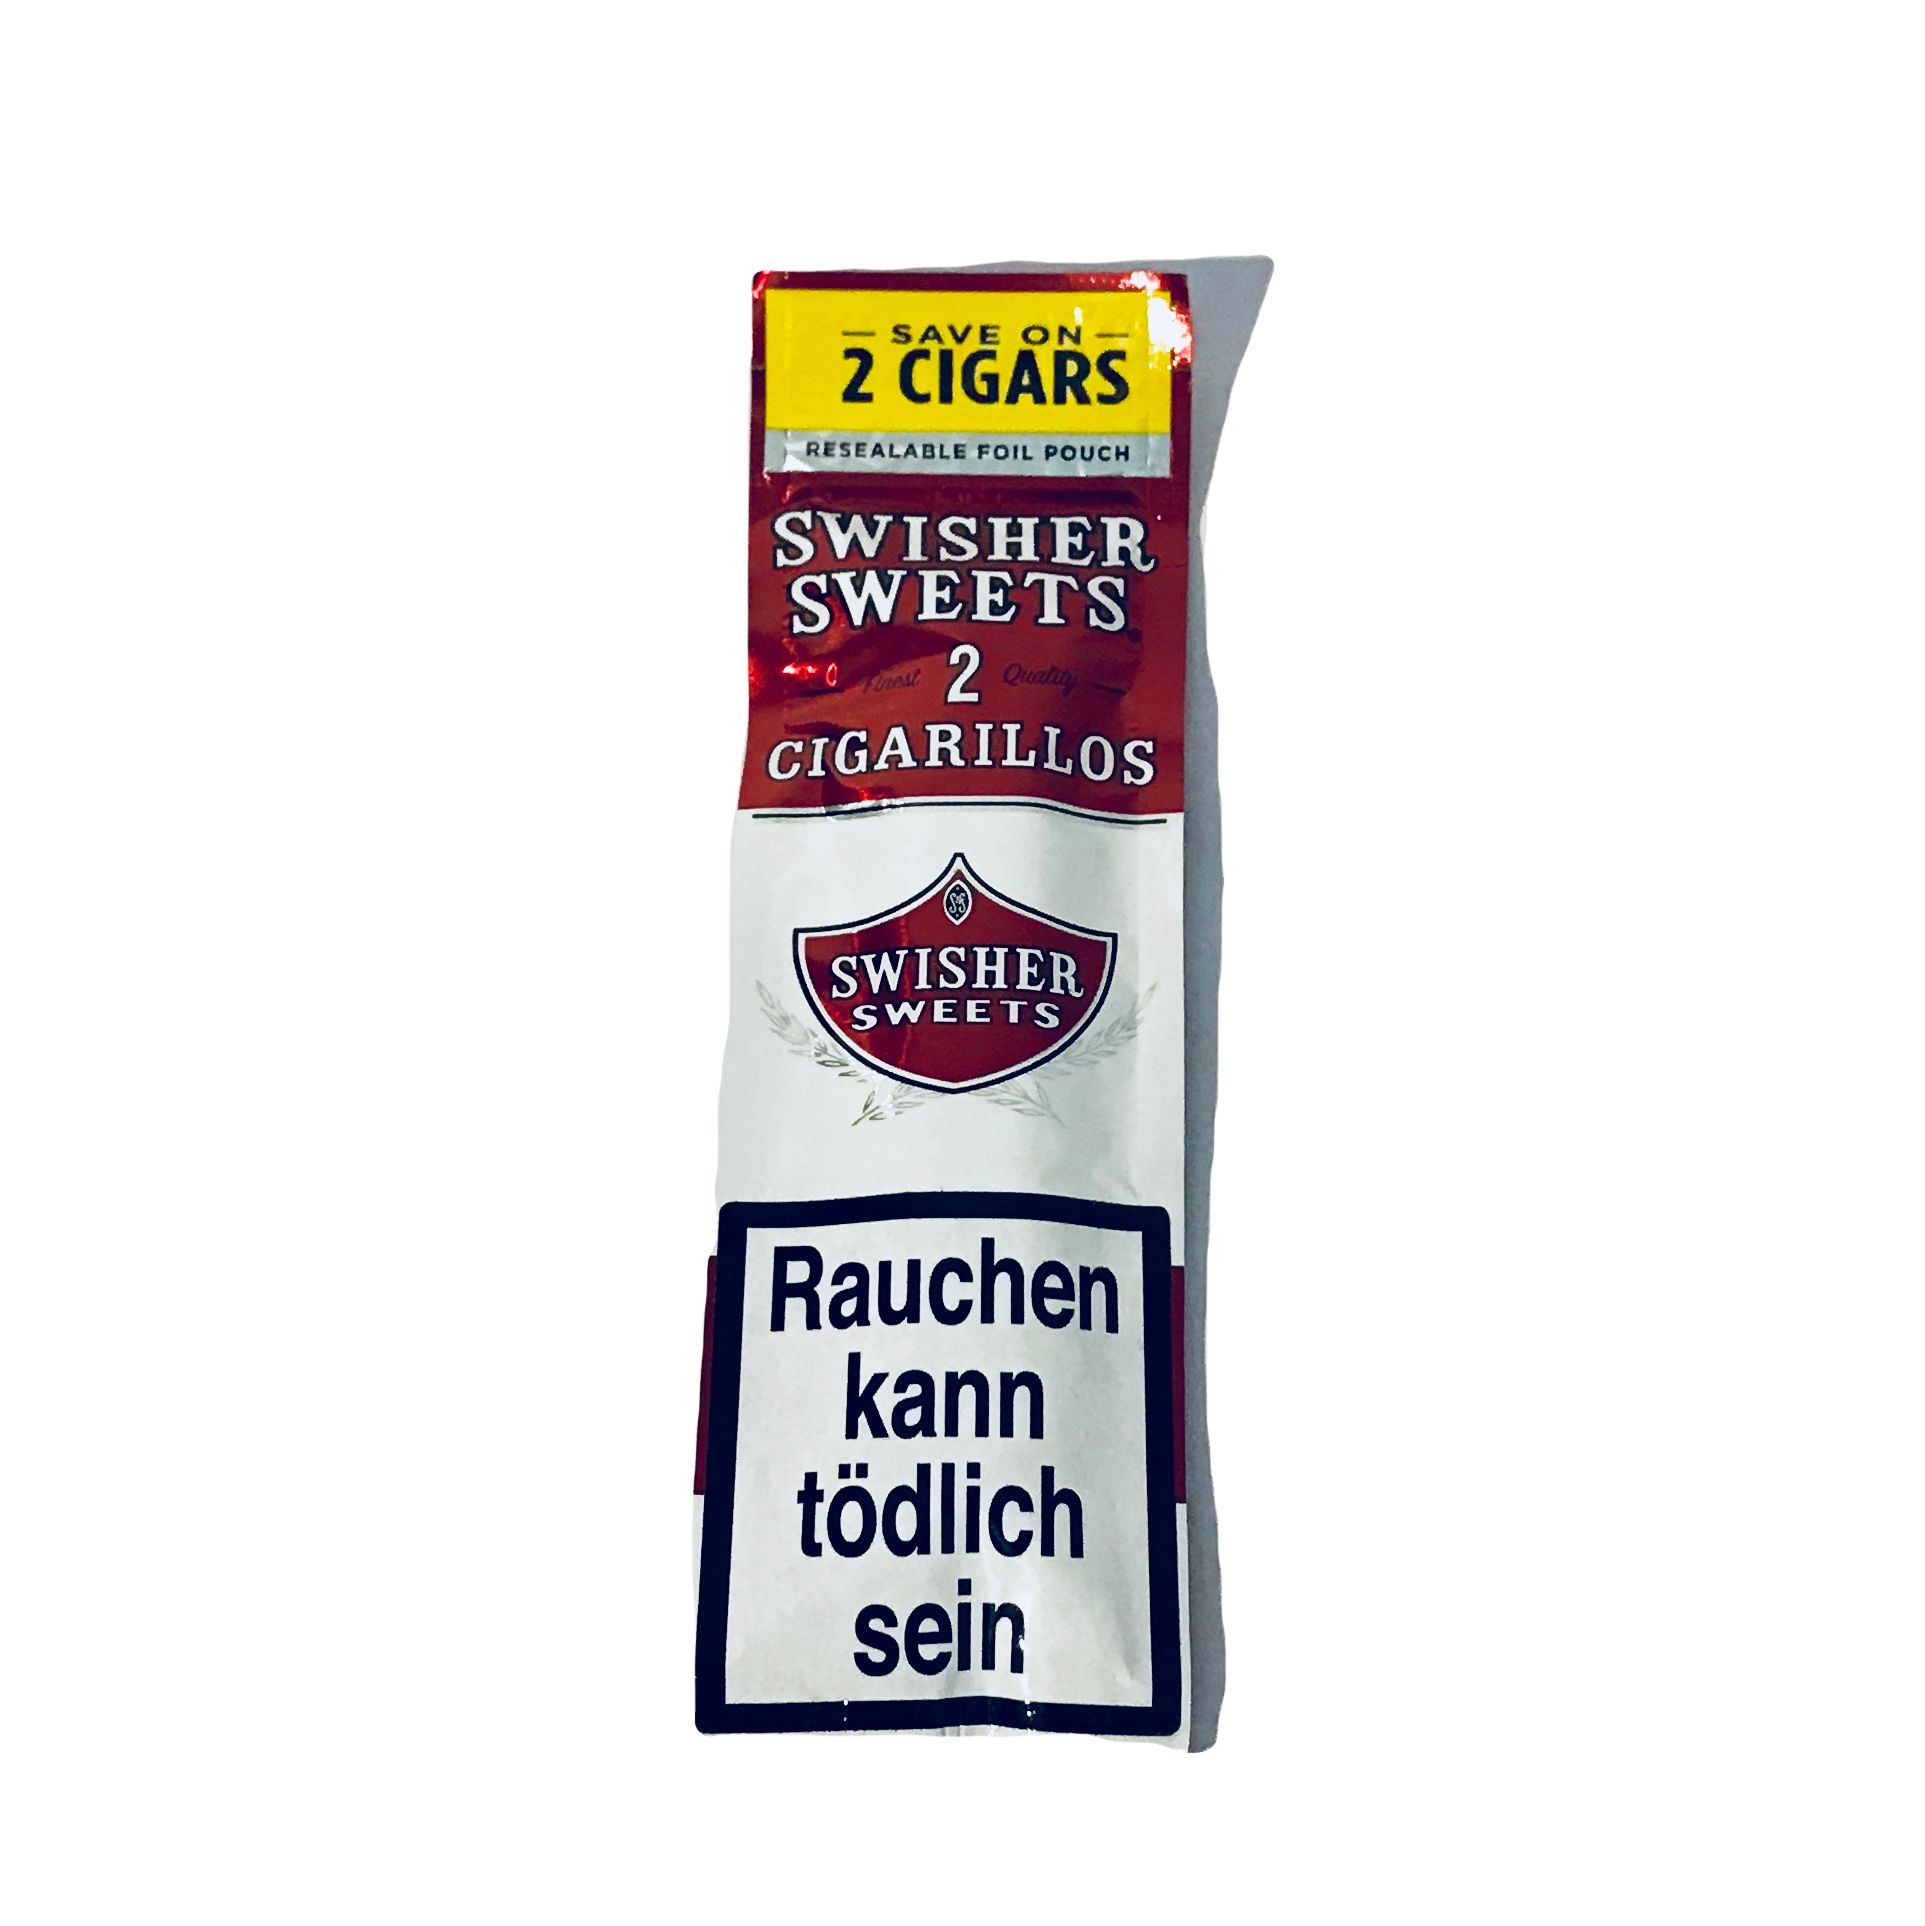 — SAVE ON —
2 CIGARS
RESEALABLE FOIL POUCH
SWISHER
SWEETS
Finest 2 Quality
CIGARILLOS
SWISHER
SWEETS
Rauchen
kann
tödlich
sein